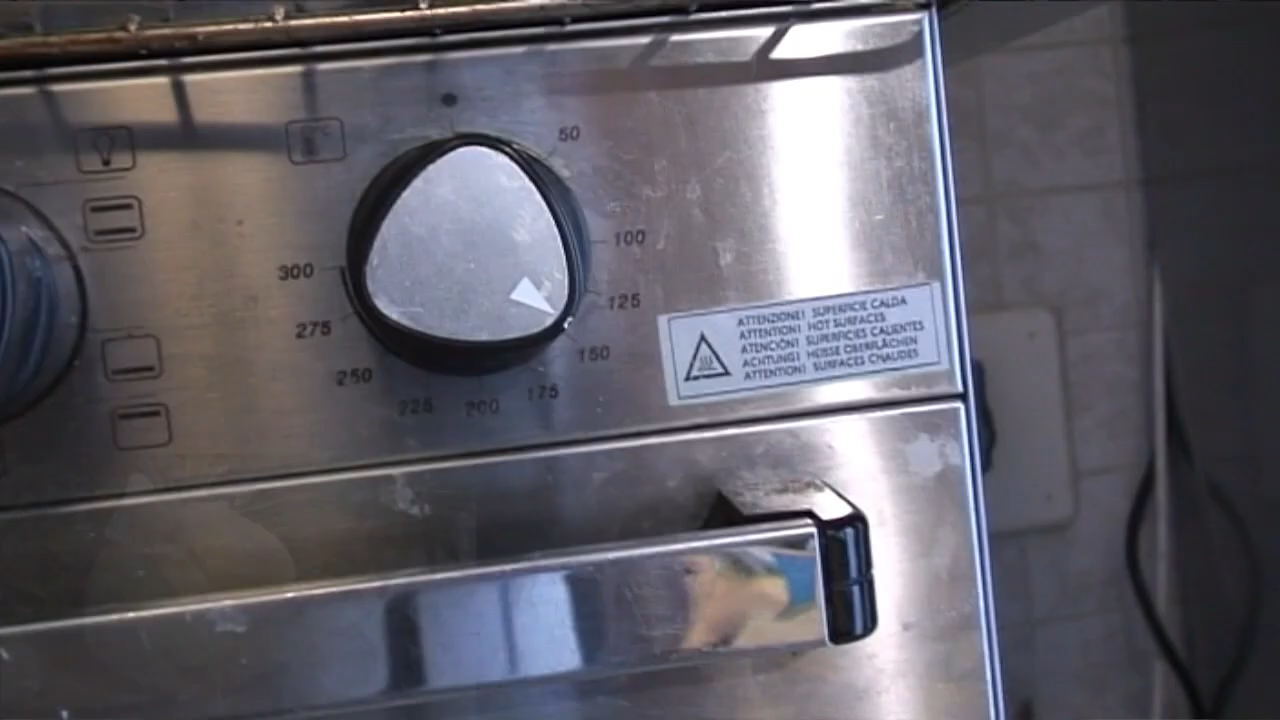 50
100
125
150
175
200
225
250
275
300
ATTENZIONE! SUPERFICIE CALDA
ATTENTION! HOT SURFACES
ATENCIÓN! SUPERFICIES CALIENTES
ACHTUNG! HEISSE OBERFLÄCHEN
ATTENTION! SURFACES CHAUDES